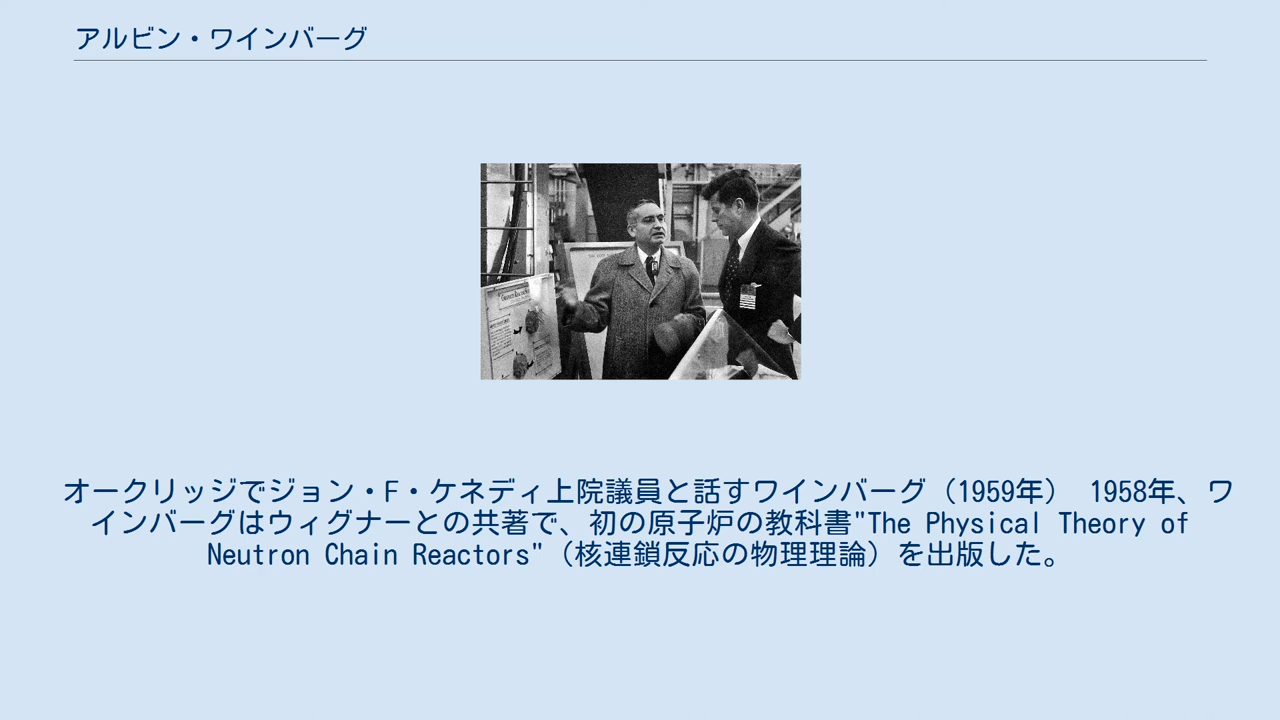 アルビン・ワインバーグ
オークリッジでジョン・F・ケネディ上院議員と話すワインバーグ（1959年） 1958年、ワ
インバーグはウィグナーとの共著で、初の原子炉の教科書"The Physical Theory of
Neutron Chain Reactors"（核連鎖反応の物理理論）を出版した。